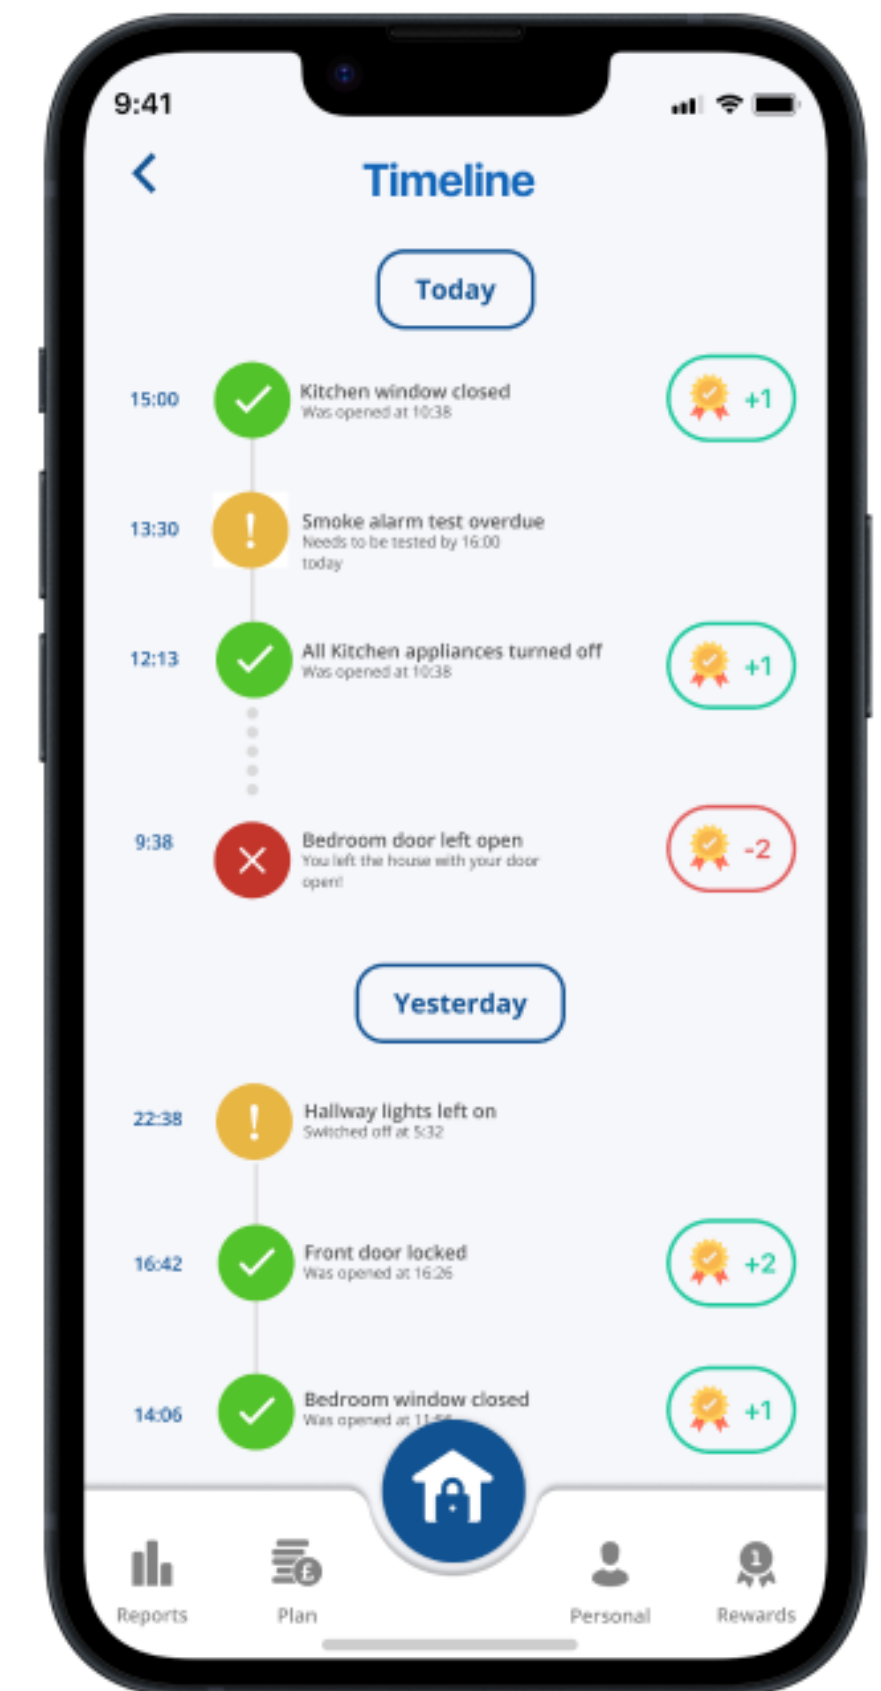 9:41
Timeline
Today
15:00
Kitchen window closed
Was opened at 10:38
+1
13:30
Smoke alarm test overdue
Needs to be tested by 16:00
today
12:13
All Kitchen appliances turned off
Was opened at 10:38
+1
9:38
Bedroom door left open
You left the house with your door
open!
-2
Yesterday
22:38
Hallway lights left on
Switched off at 5:32
16:42
Front door locked
Was opened at 16:26
+2
14:06
Bedroom window closed
Was opened at
+1
£
1
Reports
Plan
Personal
Rewards